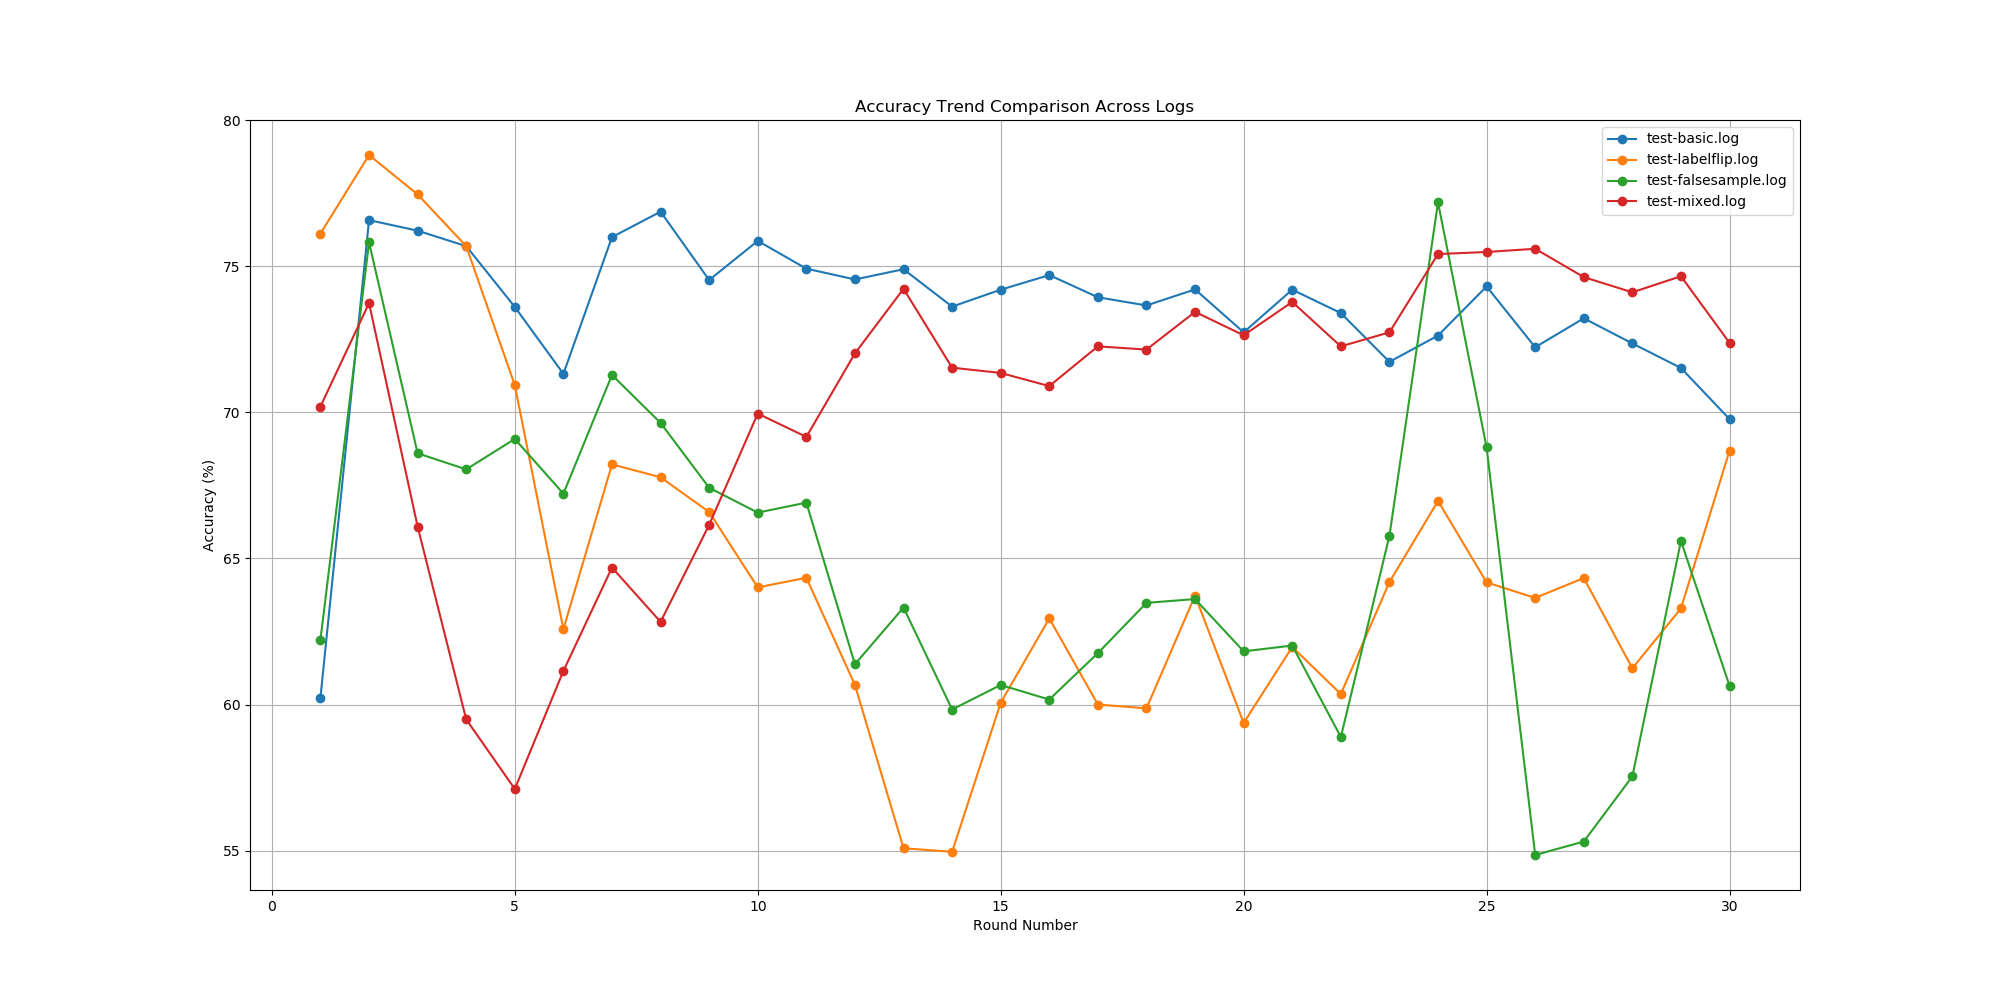 Accuracy Trend Comparison Across Logs
80
75
70
65
60
55
Accuracy (%)
test-basic.log
test-labelflip.log
test-falsesample.log
test-mixed.log
0 5 10 15 20 25 30
Round Number